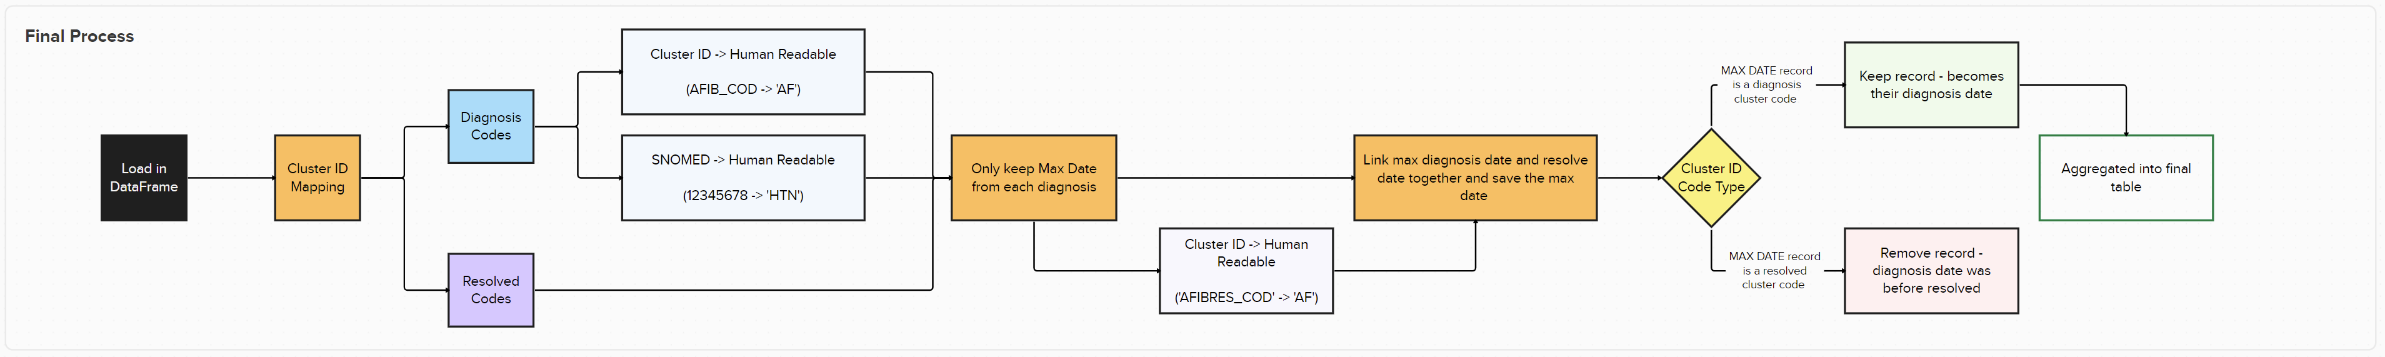 Final Process
Load in
DataFrame
Cluster ID
Mapping
Diagnosis
Codes
Resolved
Codes
Cluster ID -> Human Readable
(AFIB_COD -> 'AF')
SNOMED -> Human Readable
(12345678 -> 'HTN')
Only keep Max Date
from each diagnosis
Cluster ID -> Human
Readable
('AFIBRES_COD' -> 'AF')
Link max diagnosis date and resolve
date together and save the max
date
Cluster ID
Code Type
MAX DATE record
is a diagnosis
cluster code
Keep record - becomes
their diagnosis date
MAX DATE record
is a resolved
cluster code
Remove record -
diagnosis date was
before resolved
Aggregated into final
table